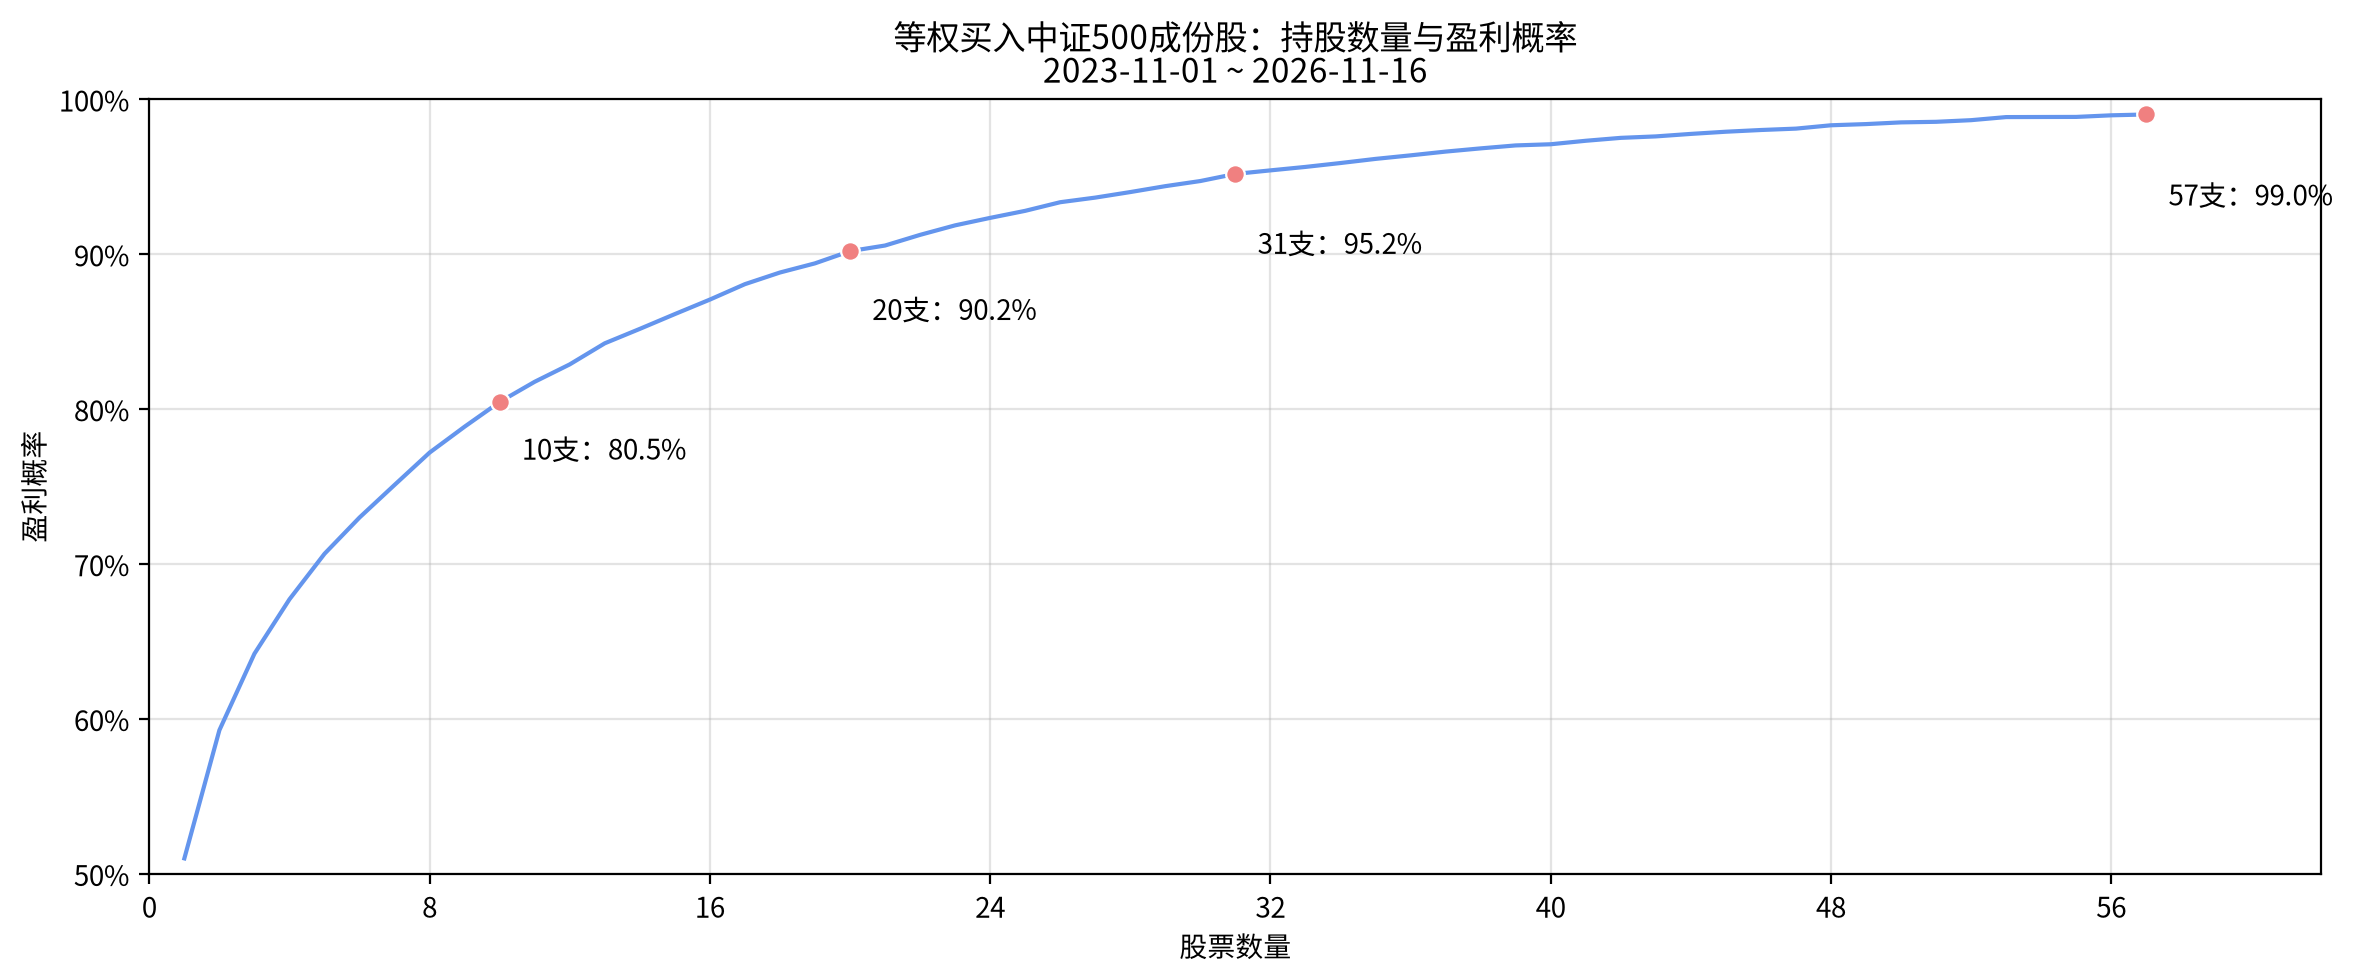 等权买入中证500成份股：持股数量与盈利概率
2023-11-01 ~ 2026-11-16
盈利概率
100%
90%
80%
70%
60%
50%
10支：80.5%
20支：90.2%
31支：95.2%
57支：99.0%
0 8 16 24 32 40 48 56
股票数量